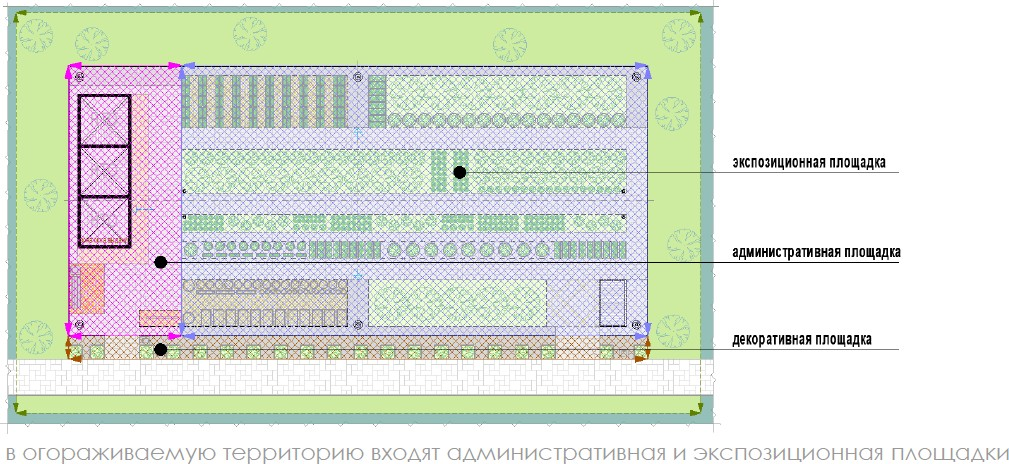 экспозиционная площадка
административная площадка
декоративная площадка
в огораживаемую территорию входят административная и экспозиционная площадки